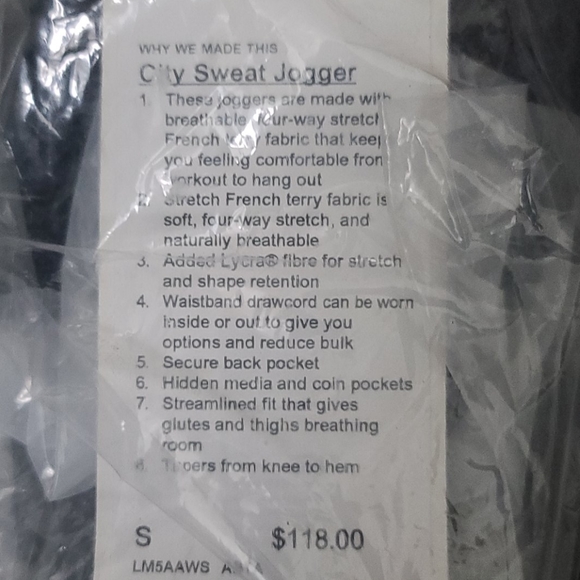 WHY WE MADE THIS
City Sweat Jogger
1. These joggers are made with
breathable four-way stretch
French terry fabric that keep
you feeling comfortable from
workout to hang out
2. Stretch French terry fabric is
soft, four-way stretch, and
naturally breathable
3. Added Lycra® fibre for stretch
and shape retention
4. Waistband drawcord can be worn
inside or out to give you
options and reduce bulk
5. Secure back pocket
6. Hidden media and coin pockets
7. Streamlined fit that gives
glutes and thighs breathing
room
8. Tapers from knee to hem
S $118.00
LM5AAWS